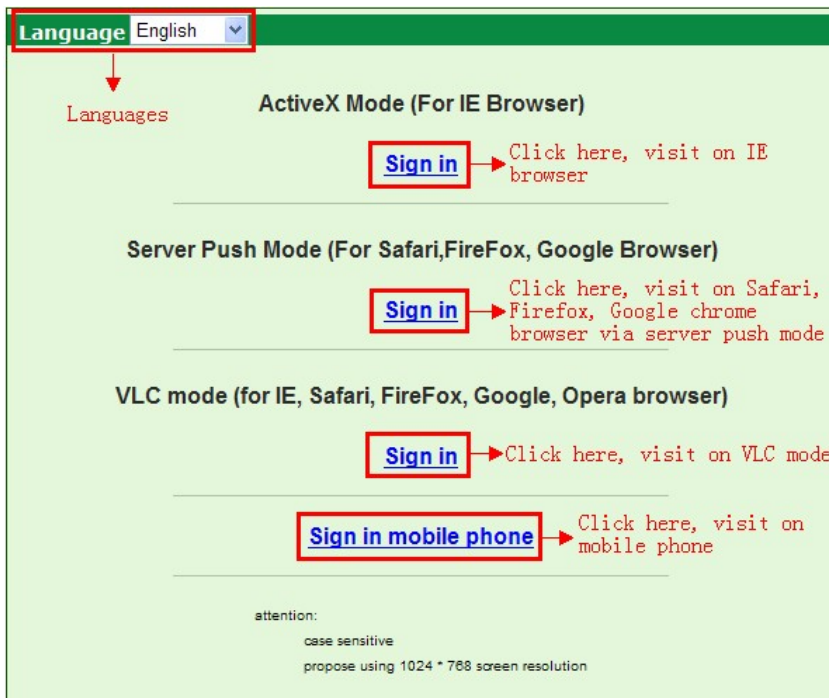 Language English
Languages
ActiveX Mode (For IE Browser)
Sign in
Click here, visit on IE
browser
Server Push Mode (For Safari,FireFox, Google Browser)
Sign in
Click here, visit on Safari,
Firefox, Google chrome
browser via server push mode
VLC mode (for IE, Safari, FireFox, Google, Opera browser)
Sign in
Click here, visit on VLC mode
Sign in mobile phone
Click here, visit on
mobile phone
attention:
case sensitive
propose using 1024 * 768 screen resolution